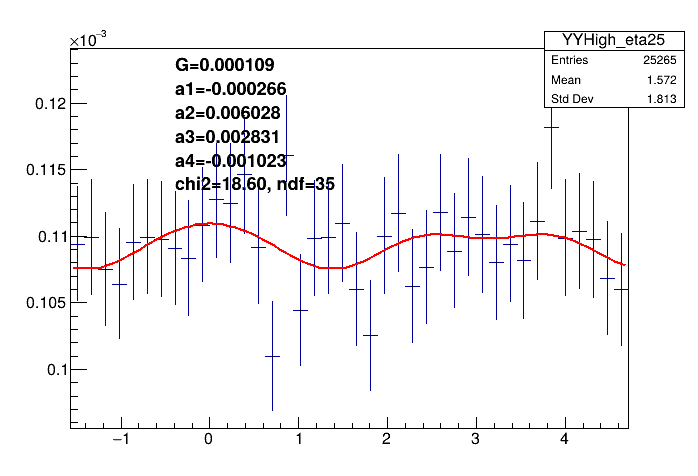 ×10⁻³
YYHigh_eta25
Entries 25265
Mean 1.572
Std Dev 1.813
G=0.000109
a1=-0.000266
a2=0.006028
a3=0.002831
a4=-0.001023
chi2=18.60, ndf=35
0.12
0.115
0.11
0.105
0.1
−1 0 1 2 3 4